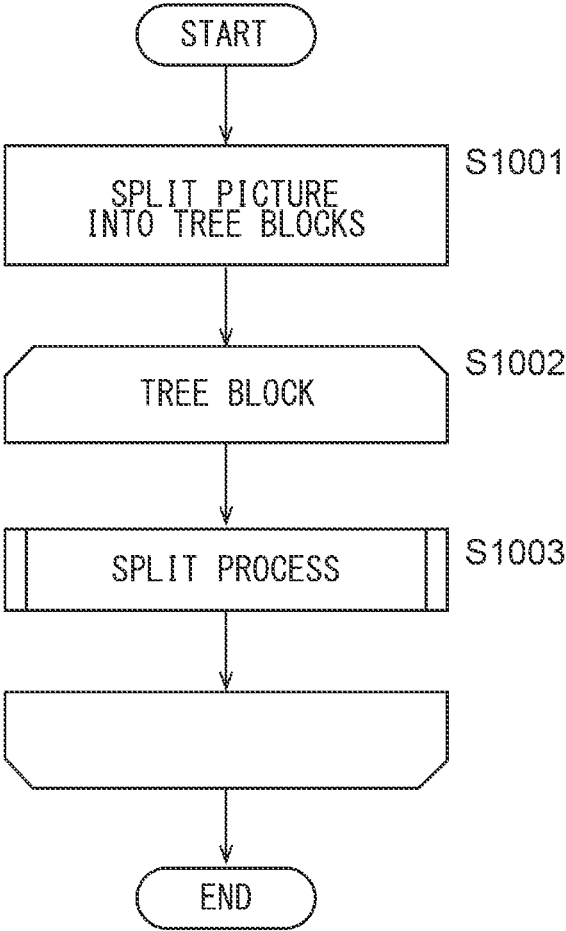 START
S1001
SPLIT PICTURE
INTO TREE BLOCKS
S1002
TREE BLOCK
S1003
SPLIT PROCESS
END